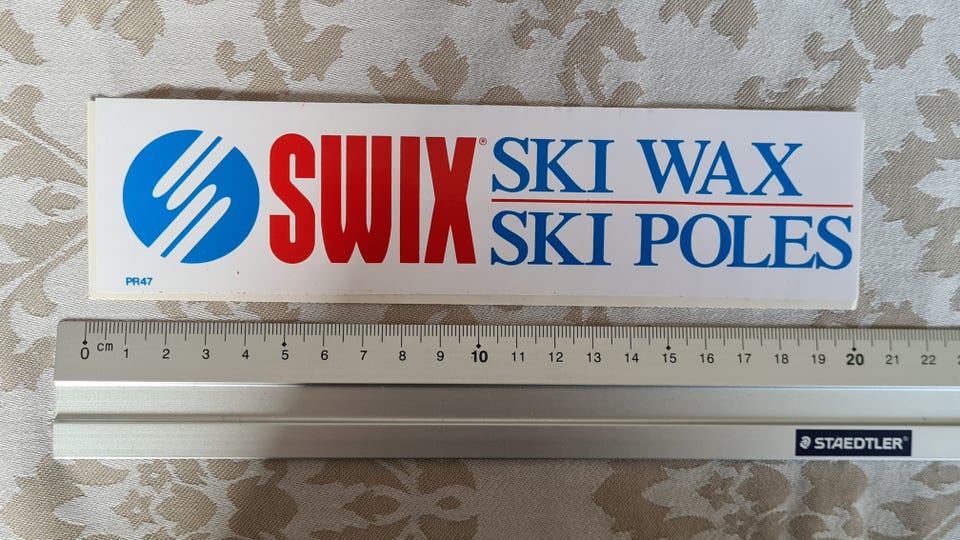 SWIX® SKI WAX
SKI POLES
PR47
0 cm 1 2 3 4 5 6 7 8 9 10 11 12 13 14 15 16 17 18 19 20 21 22
STAEDTLER®